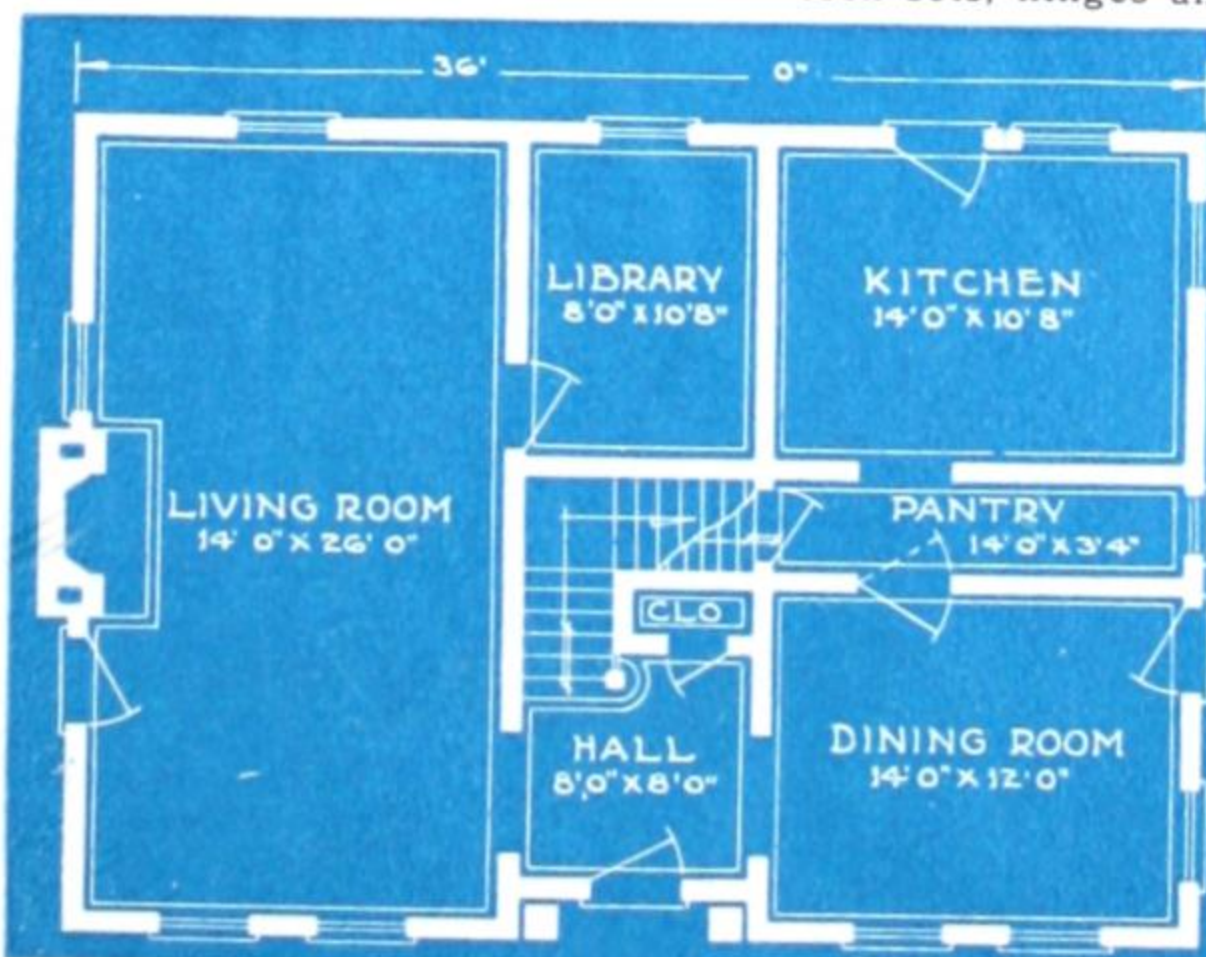 36' 0"
LIBRARY
8'0" X 10'8"
KITCHEN
14'0" X 10'8"
LIVING ROOM
14'0" X 26'0"
PANTRY
14'0" X 3'4"
CLO
HALL
8'0" X 8'0"
DINING ROOM
14'0" X 12'0"